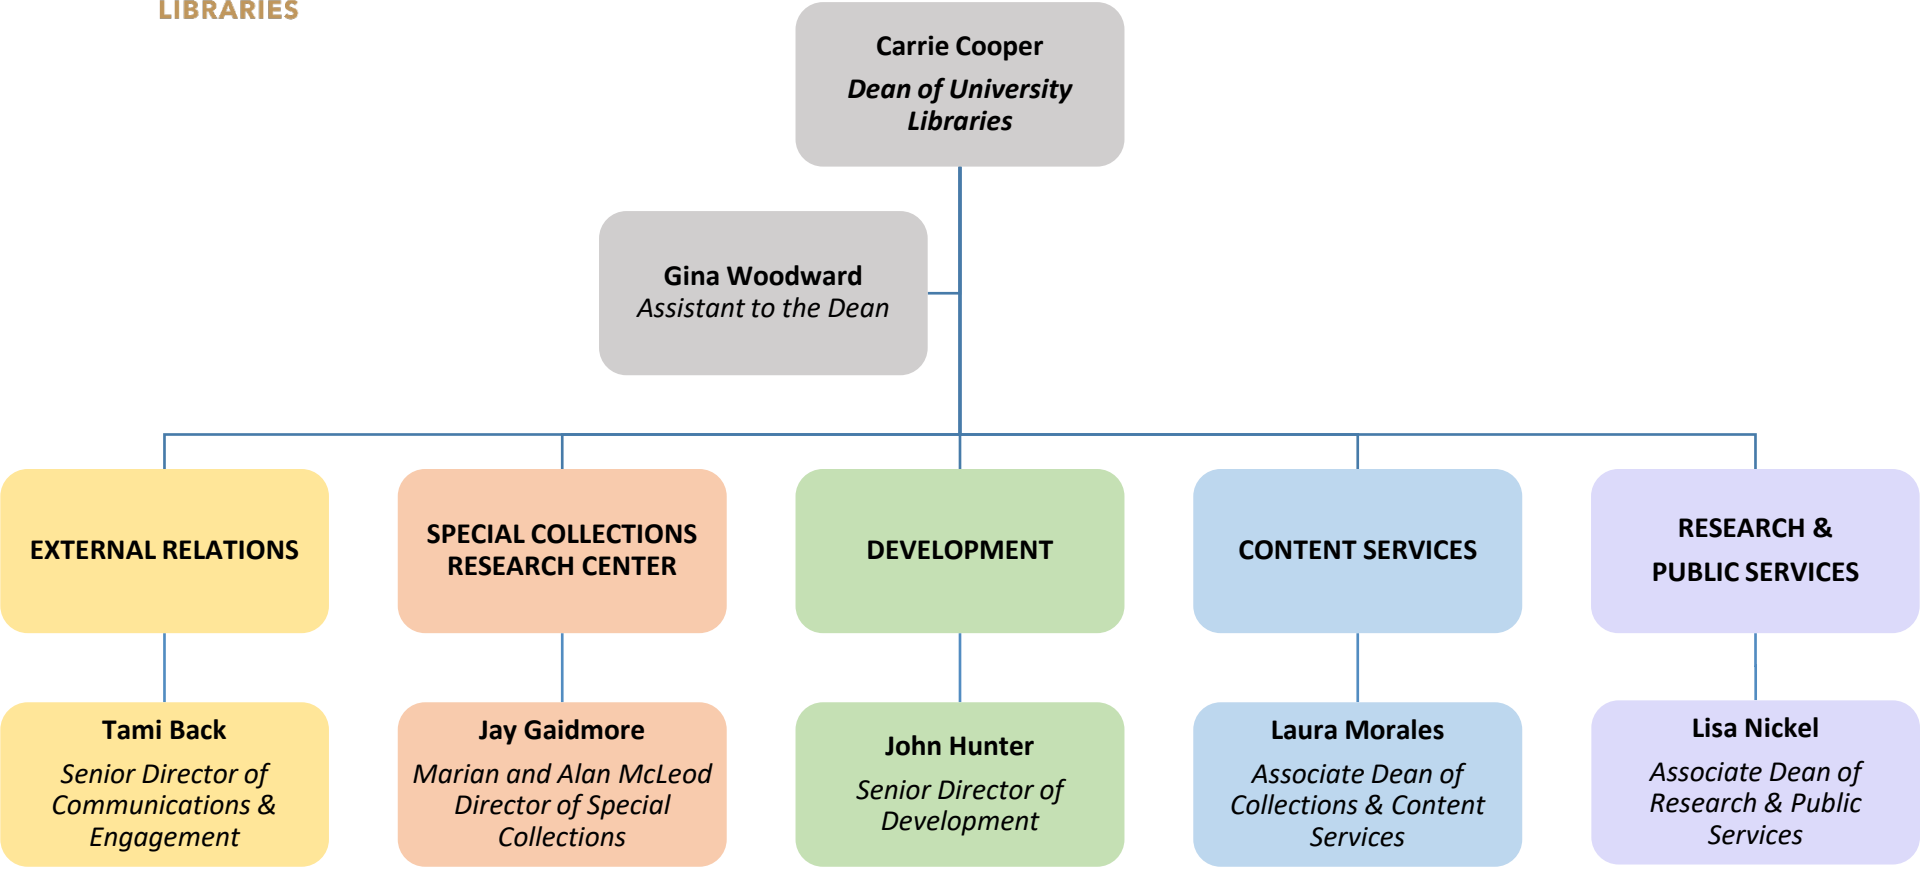 LIBRARIES
Carrie Cooper
Dean of University
Libraries
Gina Woodward
Assistant to the Dean
EXTERNAL RELATIONS
SPECIAL COLLECTIONS
RESEARCH CENTER
DEVELOPMENT
CONTENT SERVICES
RESEARCH &
PUBLIC SERVICES
Tami Back
Senior Director of
Communications &
Engagement
Jay Gaidmore
Marian and Alan McLeod
Director of Special
Collections
John Hunter
Senior Director of
Development
Laura Morales
Associate Dean of
Collections & Content
Services
Lisa Nickel
Associate Dean of
Research & Public
Services